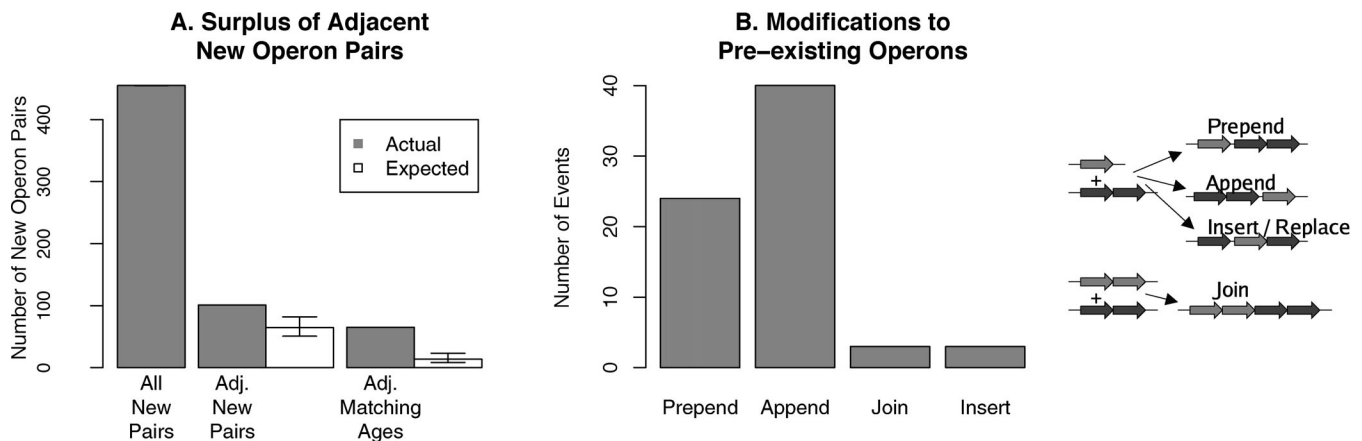 A. Surplus of Adjacent
New Operon Pairs
Number of New Operon Pairs
0
100
200
300
400
Actual
Expected
All
New
Pairs
Adj.
New
Pairs
Adj.
Matching
Ages
B. Modifications to
Pre–existing Operons
Number of Events
0
10
20
30
40
Prepend
Append
Join
Insert
Prepend
+
Append
Insert / Replace
+
Join